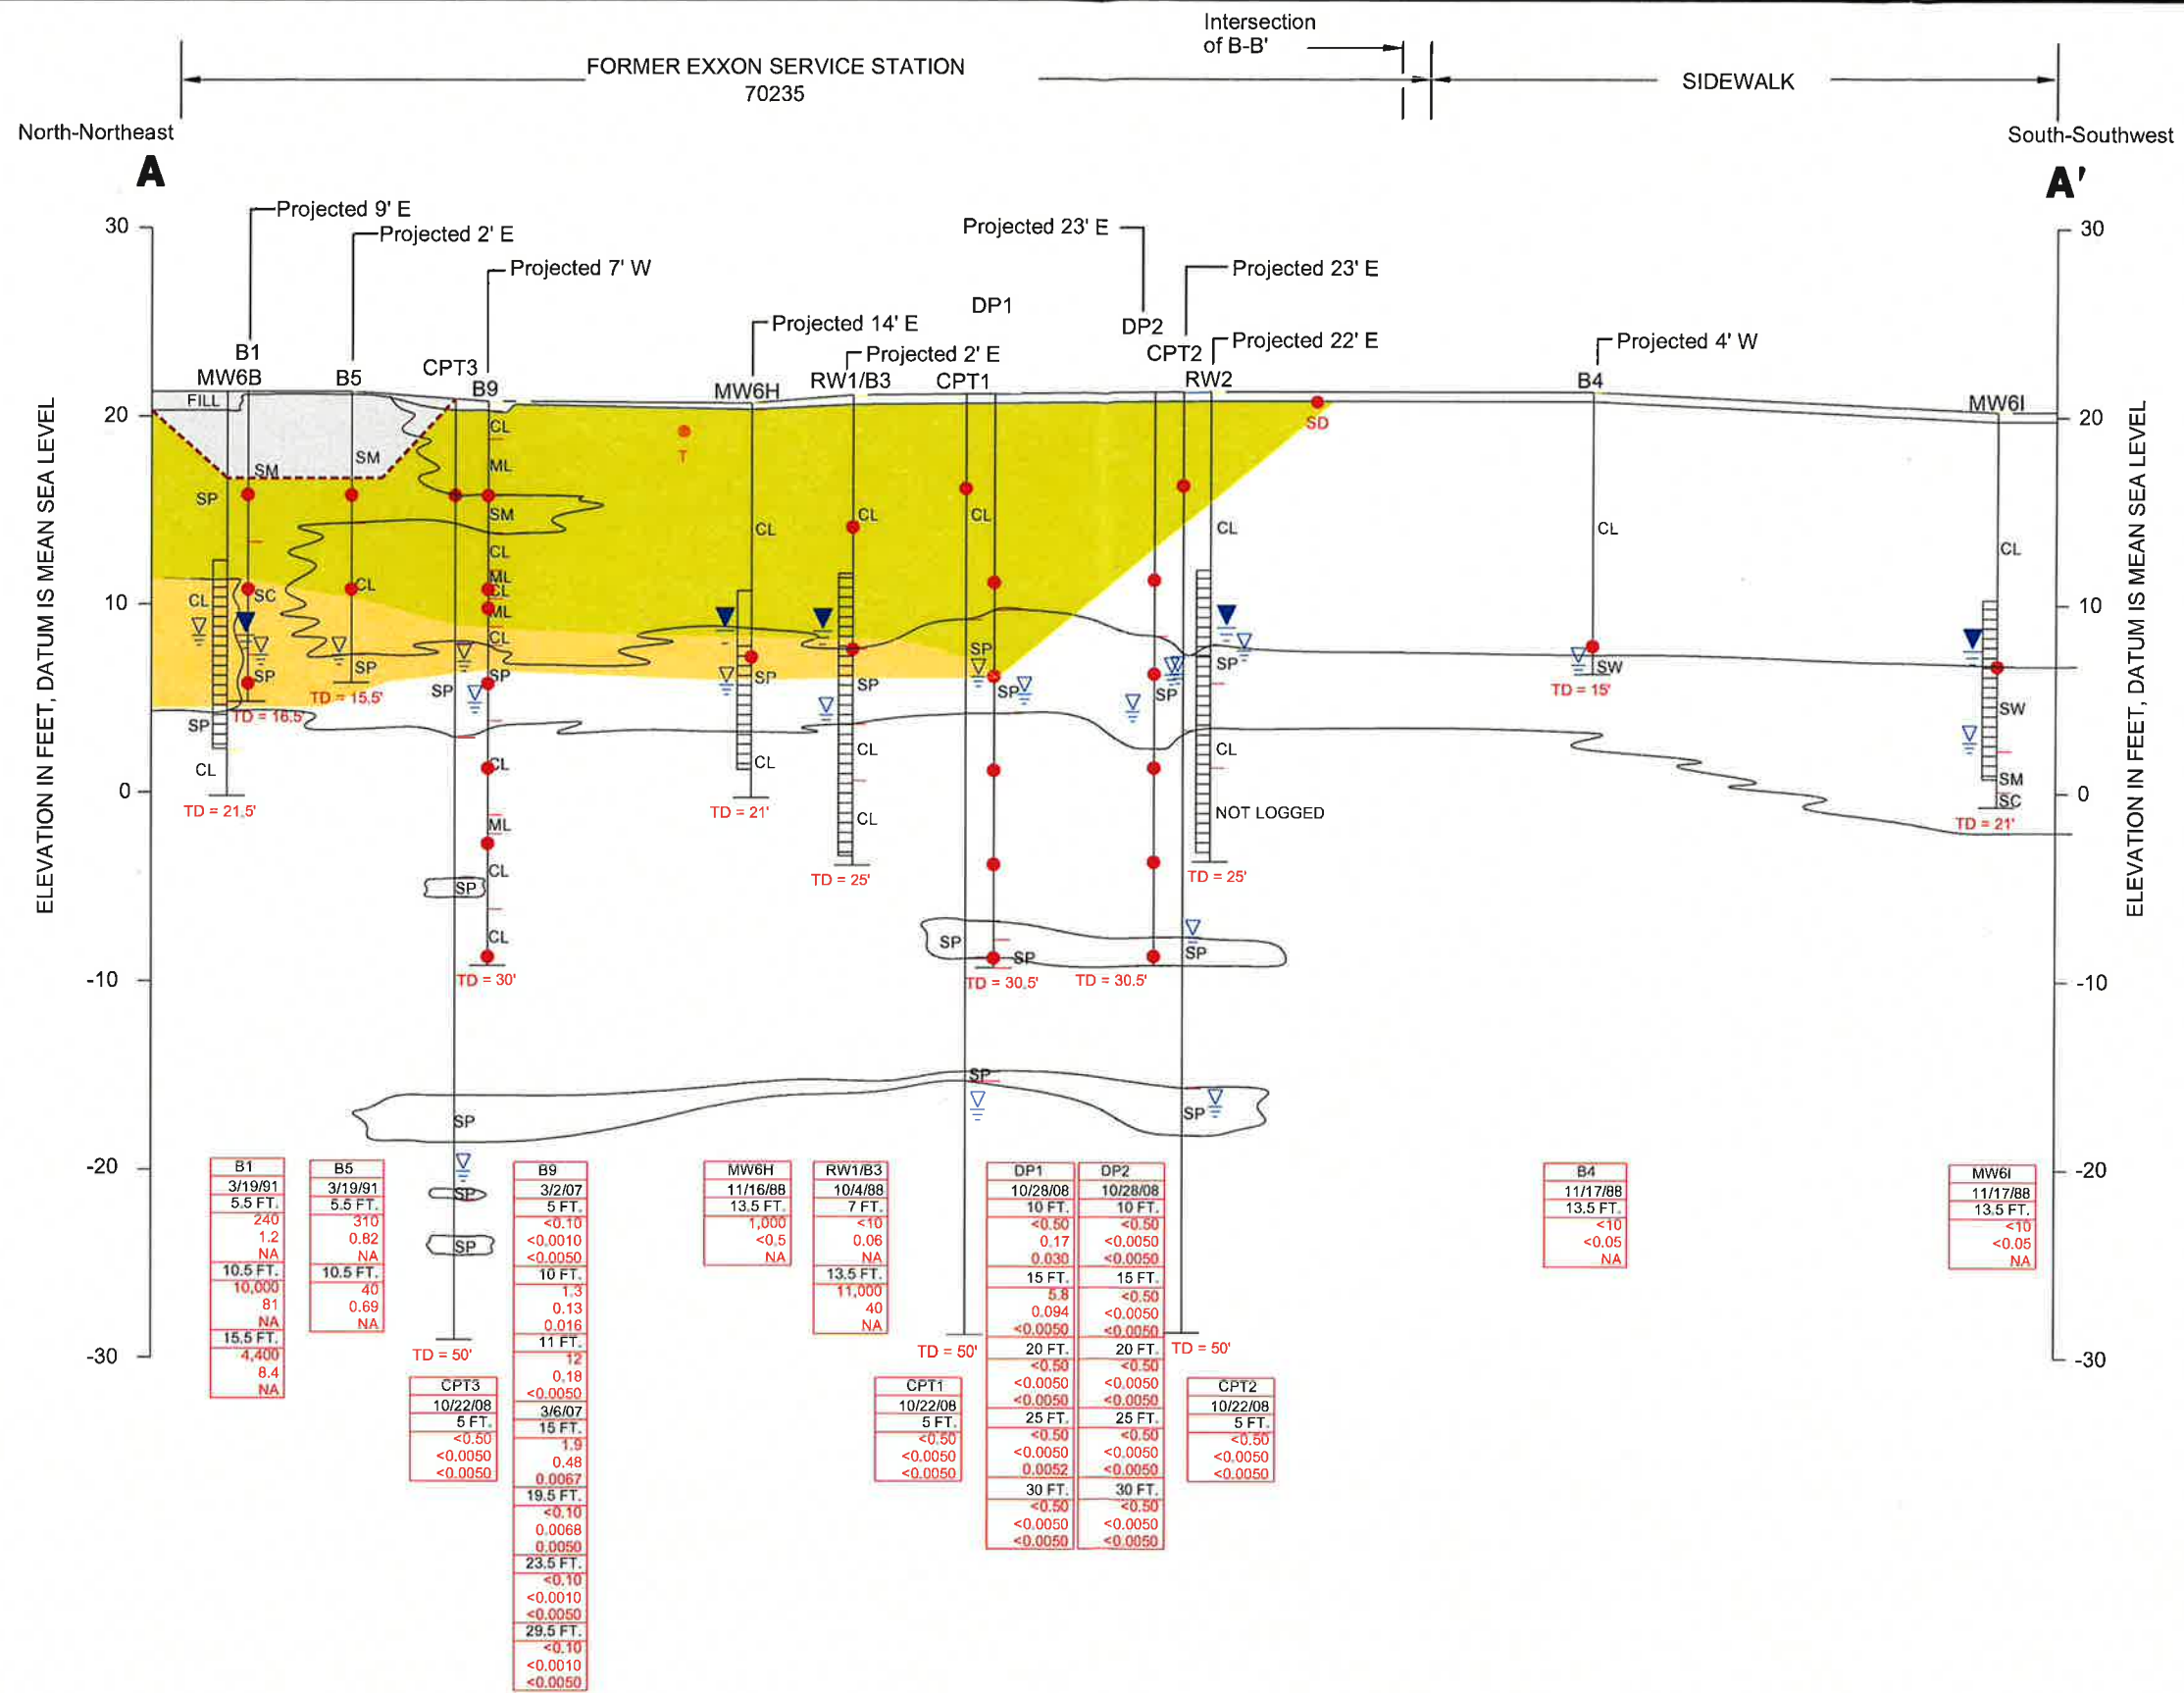 Intersection
of B-B'
FORMER EXXON SERVICE STATION
70235
SIDEWALK
North-Northeast
South-Southwest
A
A'
Projected 9' E
Projected 2' E
Projected 7' W
Projected 23' E
Projected 23' E
Projected 14' E
Projected 2' E
Projected 22' E
Projected 4' W
DP1
DP2
B1
MW6B
B5
CPT3
B9
MW6H
RW1/B3
CPT1
CPT2
RW2
B4
MW6I
ELEVATION IN FEET, DATUM IS MEAN SEA LEVEL
30
20
10
0
-10
-20
-30
30
20
10
0
-10
-20
-30
ELEVATION IN FEET, DATUM IS MEAN SEA LEVEL
FILL
SM
SM
SP
CL
SP
CL
TD = 21.5'
SC
SP
TD = 16.5'
CL
SP
TD = 15.5'
SP
SP
SP
SP
SP
TD = 50'
CL
ML
SM
CL
ML
CL
ML
CL
SP
CL
ML
CL
CL
TD = 30'
T
CL
SP
CL
TD = 21'
CL
SP
CL
CL
TD = 25'
CL
SP
SP
SP
SP
SP
TD = 30.5'
TD = 50'
SP
TD = 30.5'
SP
SP
TD = 50'
CL
SP
CL
NOT LOGGED
TD = 25'
SD
CL
SW
TD = 15'
CL
SW
SM
SC
TD = 21'
B1
3/19/91
5.5 FT.
240
1.2
NA
10.5 FT.
10,000
81
NA
15.5 FT.
4,400
8.4
NA
B5
3/19/91
5.5 FT.
310
0.82
NA
10.5 FT.
40
0.69
NA
CPT3
10/22/08
5 FT.
<0.50
<0.0050
<0.0050
B9
3/2/07
5 FT.
<0.10
<0.0010
<0.0050
10 FT.
1.3
0.13
0.016
11 FT.
12
0.18
<0.0050
3/6/07
15 FT.
1.9
0.48
0.0067
19.5 FT.
<0.10
0.0068
0.0050
23.5 FT.
<0.10
<0.0010
<0.0050
29.5 FT.
<0.10
<0.0010
<0.0050
MW6H
11/16/88
13.5 FT.
1,000
<0.5
NA
RW1/B3
10/4/88
7 FT.
<10
0.06
NA
13.5 FT.
11,000
40
NA
CPT1
10/22/08
5 FT.
<0.50
<0.0050
<0.0050
DP1
10/28/08
10 FT.
<0.50
0.17
0.030
15 FT.
5.8
0.094
<0.0050
20 FT.
<0.50
<0.0050
<0.0050
25 FT.
<0.50
<0.0050
0.0052
30 FT.
<0.50
<0.0050
<0.0050
DP2
10/28/08
10 FT.
<0.50
<0.0050
<0.0050
15 FT.
<0.50
<0.0050
<0.0050
20 FT.
<0.50
<0.0050
<0.0050
25 FT.
<0.50
<0.0050
<0.0050
30 FT.
<0.50
<0.0050
<0.0050
CPT2
10/22/08
5 FT.
<0.50
<0.0050
<0.0050
B4
11/17/88
13.5 FT.
<10
<0.05
NA
MW6I
11/17/88
13.5 FT.
<10
<0.05
NA